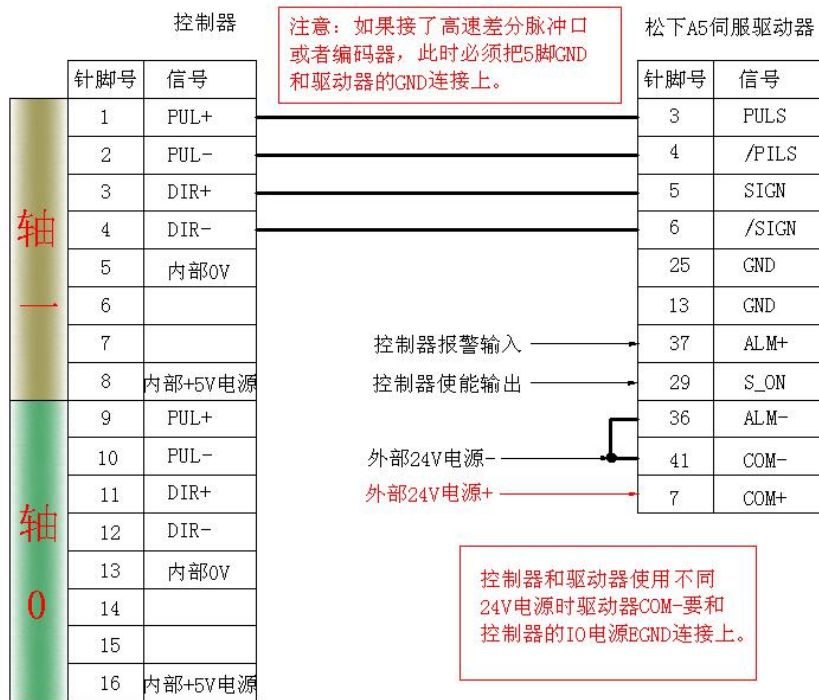 控制器
注意：如果接了高速差分脉冲口
或者编码器，此时必须把5脚GND
和驱动器的GND连接上。
松下A5伺服驱动器
针脚号 信号
针脚号 信号
1 PUL+
3 PULS
2 PUL-
4 /PILS
3 DIR+
5 SIGN
4 DIR-
6 /SIGN
轴一
5 内部0V
25 GND
6
13 GND
7
控制器报警输入
37 ALM+
8 内部+5V电源
控制器使能输出
29 S_ON
9 PUL+
36 ALM-
10 PUL-
外部24V电源-
41 COM-
11 DIR+
外部24V电源+
7 COM+
轴0
12 DIR-
13 内部0V
14
15
16 内部+5V电源
控制器和驱动器使用不同
24V电源时驱动器COM-要和
控制器的IO电源EGND连接上。